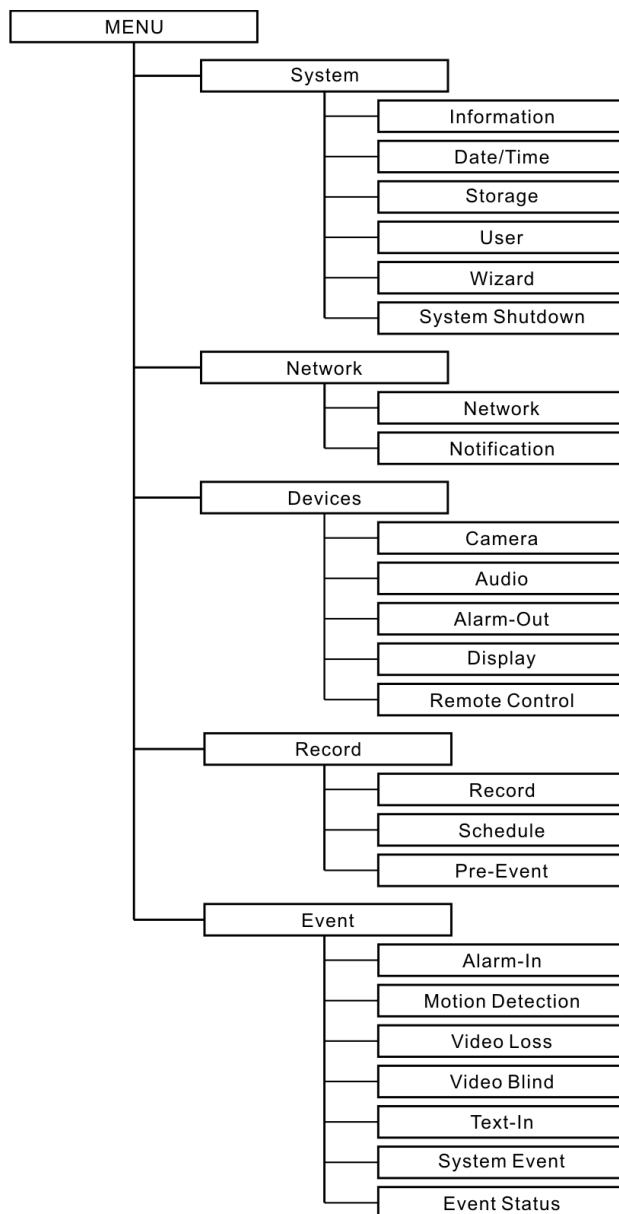 MENU
System
Information
Date/Time
Storage
User
Wizard
System Shutdown
Network
Network
Notification
Devices
Camera
Audio
Alarm-Out
Display
Remote Control
Record
Record
Schedule
Pre-Event
Event
Alarm-In
Motion Detection
Video Loss
Video Blind
Text-In
System Event
Event Status